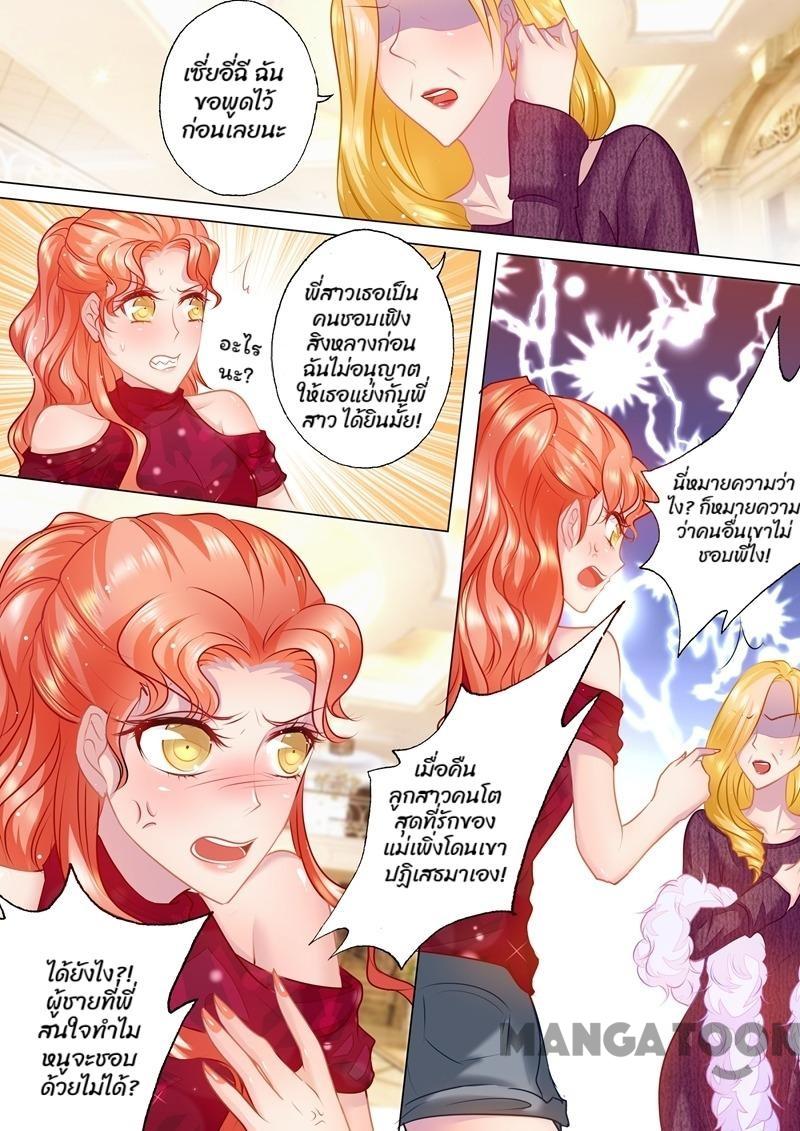 เซี่ยอี่ฉี ฉัน
ขอพูดไว้
ก่อนเลยนะ
พี่สาวเธอเป็น
คนชอบเฟิง
สิงหลางก่อน
ฉันไม่อนุญาต
ให้เธอแย่งกับพี่
สาว ได้ยินมั้ย!
อะไร
นะ?
นี่หมายความว่า
ไง? ก็หมายความ
ว่าคนอื่นเขาไม่
ชอบพี่ไง!
เมื่อคืน
ลูกสาวคนโต
สุดที่รักของ
แม่เพิ่งโดนเขา
ปฏิเสธมาเอง!
ได้ยังไง?!
ผู้ชายที่พี่
สนใจทำไม
หนูจะชอบ
ด้วยไม่ได้?
MANGATOON